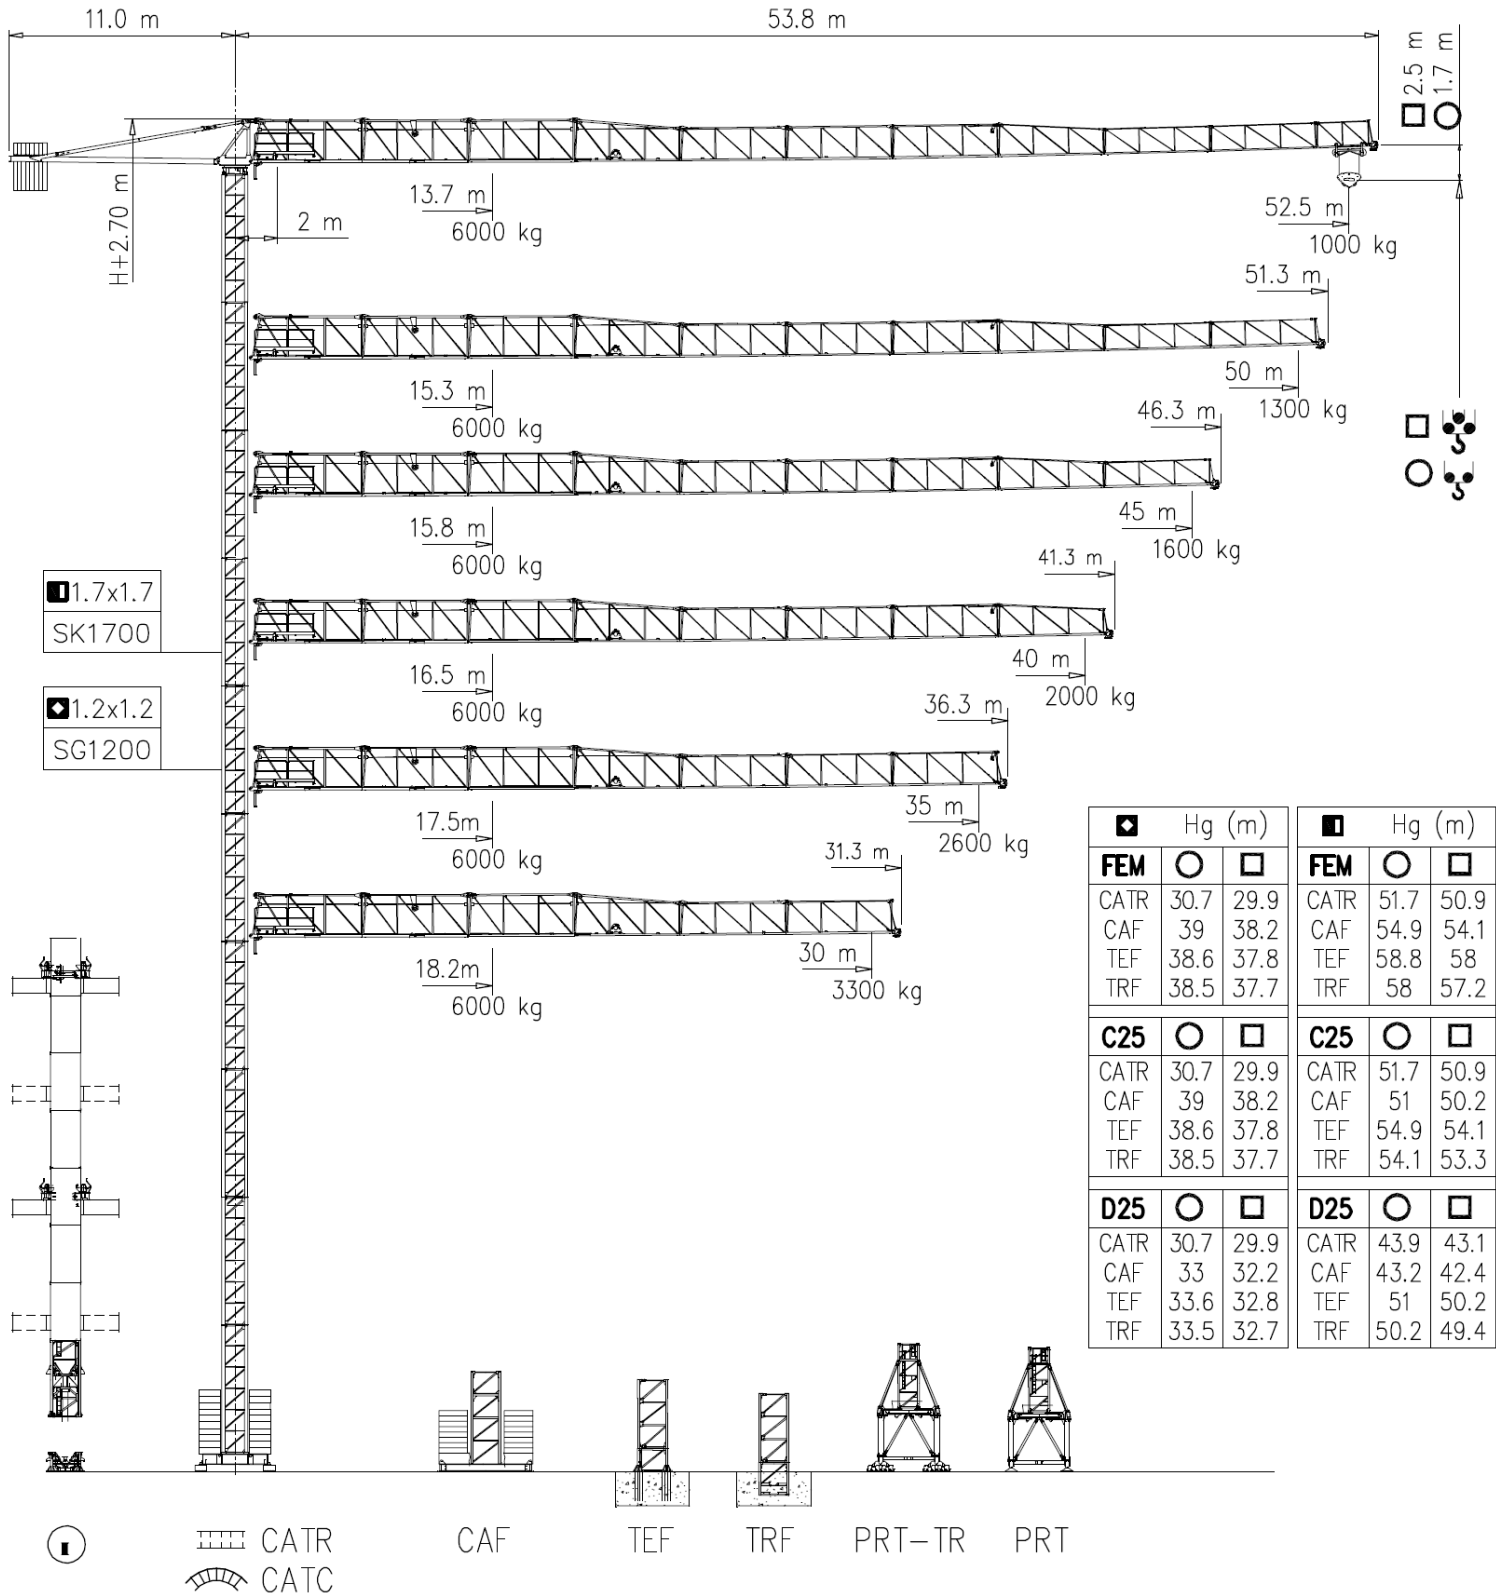 11.0 m
53.8 m
2.5 m
1.7 m
H+2.70 m
2 m
13.7 m
6000 kg
52.5 m
1000 kg
51.3 m
15.3 m
6000 kg
50 m
1300 kg
46.3 m
15.8 m
6000 kg
45 m
1600 kg
41.3 m
1.7x1.7
SK1700
16.5 m
6000 kg
40 m
2000 kg
1.2x1.2
SG1200
36.3 m
17.5m
6000 kg
35 m
2600 kg
31.3 m
18.2m
6000 kg
30 m
3300 kg
Hg (m)
FEM
CATR 30.7 29.9
CAF 39 38.2
TEF 38.6 37.8
TRF 38.5 37.7
C25
CATR 30.7 29.9
CAF 39 38.2
TEF 38.6 37.8
TRF 38.5 37.7
D25
CATR 30.7 29.9
CAF 33 32.2
TEF 33.6 32.8
TRF 33.5 32.7
Hg (m)
FEM
CATR 51.7 50.9
CAF 54.9 54.1
TEF 58.8 58
TRF 58 57.2
C25
CATR 51.7 50.9
CAF 51 50.2
TEF 54.9 54.1
TRF 54.1 53.3
D25
CATR 43.9 43.1
CAF 43.2 42.4
TEF 51 50.2
TRF 50.2 49.4
CATR
CATC
CAF
TEF
TRF
PRT-TR
PRT